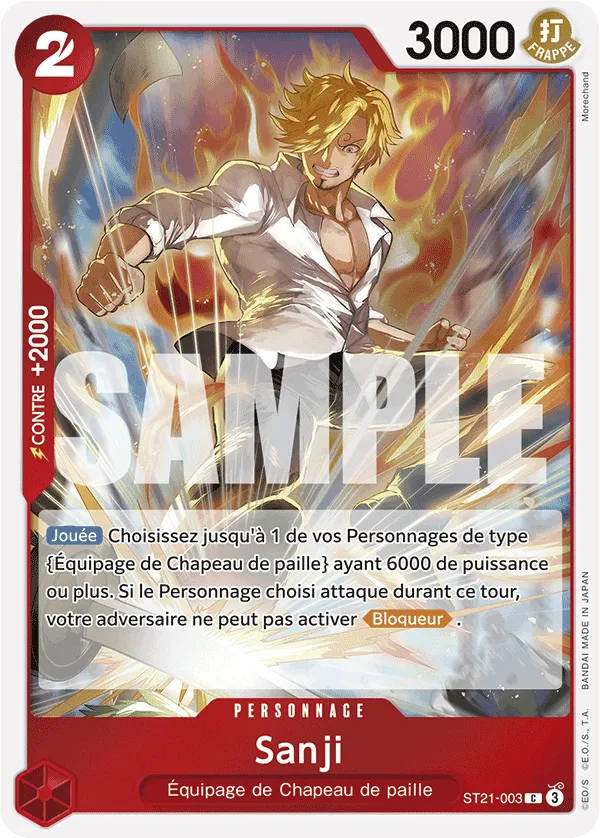 2
3000
打
FRAPPE
Morechand
CONTRE +2000
SAMPLE
Jouée Choisissez jusqu'à 1 de vos Personnages de type
{Équipage de Chapeau de paille} ayant 6000 de puissance
ou plus. Si le Personnage choisi attaque durant ce tour,
votre adversaire ne peut pas activer Bloqueur .
©E.O/S ©E.O./S., T.A. BANDAI MADE IN JAPAN
PERSONNAGE
Sanji
Équipage de Chapeau de paille
ST21-003 C 3